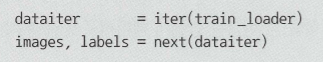 dataiter       = iter(train_loader)
images, labels = next(dataiter)